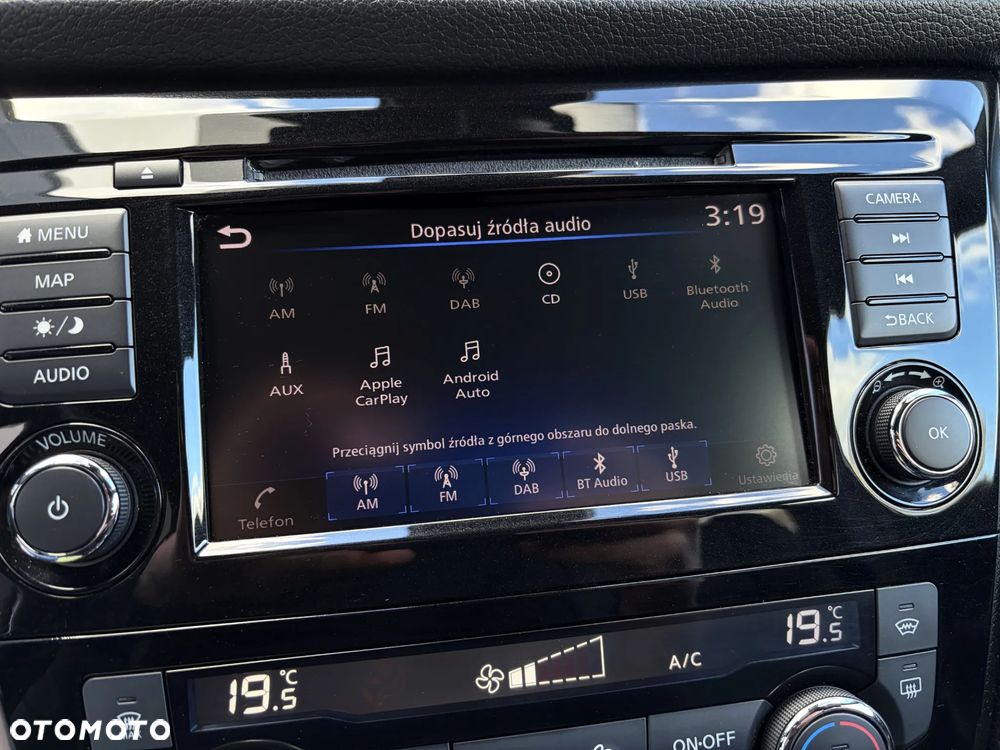 CAMERA
MENU
MAP
AUDIO
BACK
VOLUME
OK
Dopasuj źródła audio
3:19
AM
FM
DAB
CD
USB
Bluetooth
Audio
AUX
Apple
CarPlay
Android
Auto
Przeciągnij symbol źródła z górnego obszaru do dolnego paska.
Telefon
AM
FM
DAB
BT Audio
USB
Ustawienia
19.5 °C
A/C
19.5 °C
ON·OFF
OTOMOTO